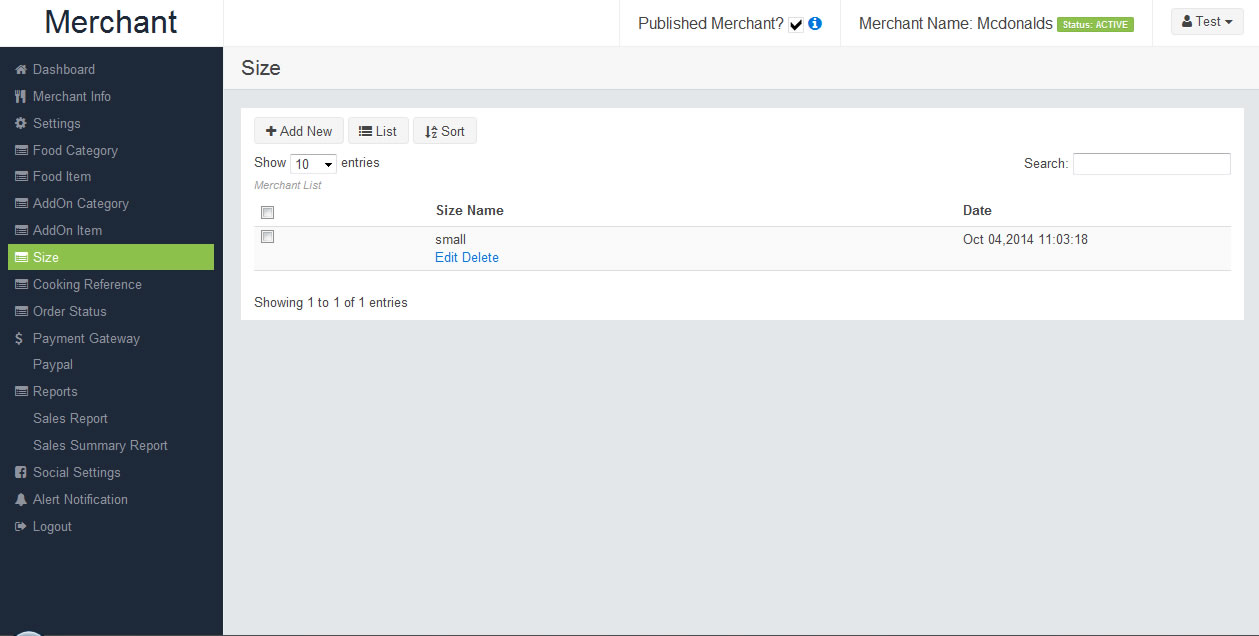 Merchant
Published Merchant?
Merchant Name: Mcdonalds Status: ACTIVE
Test
Dashboard
Merchant Info
Settings
Food Category
Food Item
AddOn Category
AddOn Item
Size
Cooking Reference
Order Status
Payment Gateway
Paypal
Reports
Sales Report
Sales Summary Report
Social Settings
Alert Notification
Logout
Size
Add New
List
Sort
Show 10 entries
Search:
Merchant List
Size Name Date
small Oct 04,2014 11:03:18
Edit Delete
Showing 1 to 1 of 1 entries